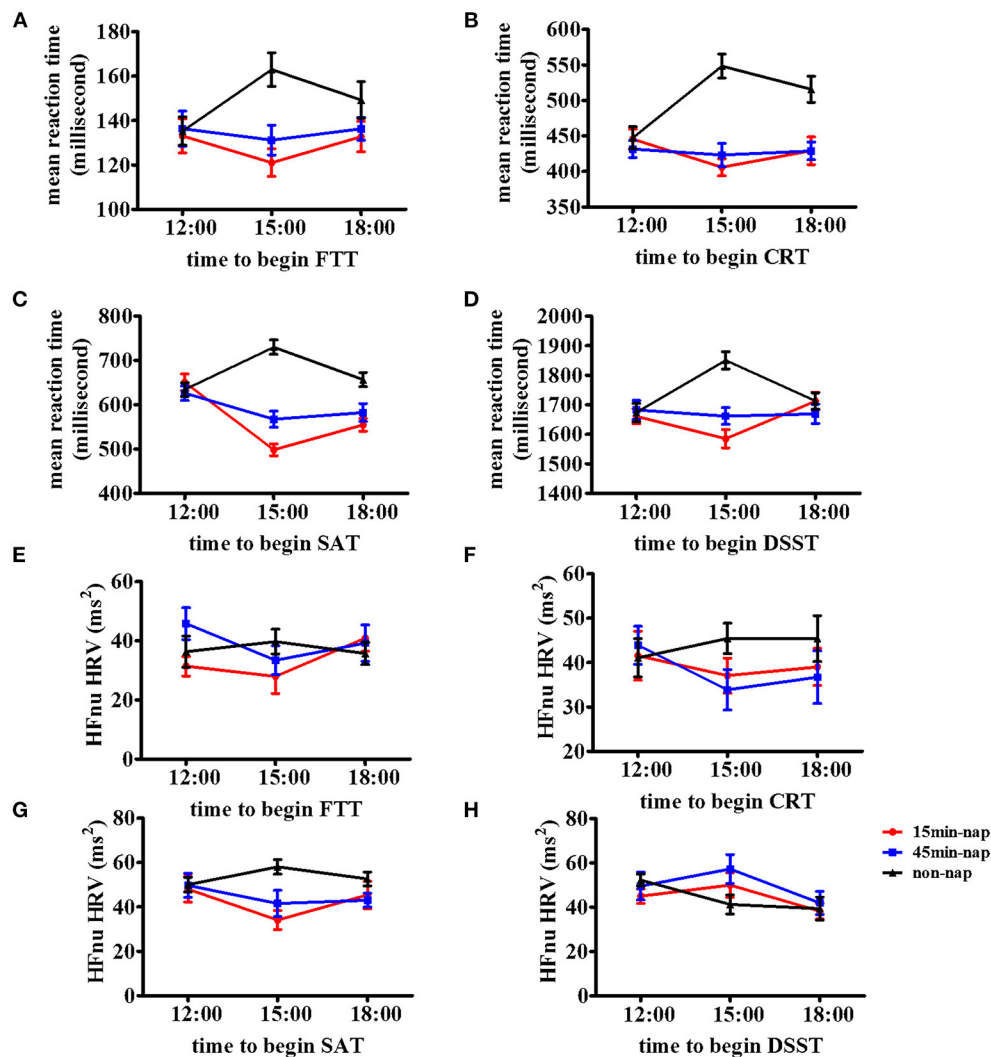 A
mean reaction time
(millisecond)
180
160
140
120
100
12:00
15:00
18:00
time to begin FTT
B
mean reaction time
(millisecond)
600
550
500
450
400
350
12:00
15:00
18:00
time to begin CRT
C
mean reaction time
(millisecond)
800
700
600
500
400
12:00
15:00
18:00
time to begin SAT
D
mean reaction time
(millisecond)
2000
1900
1800
1700
1600
1500
1400
12:00
15:00
18:00
time to begin DSST
E
HFnu HRV (ms²)
60
40
20
0
12:00
15:00
18:00
time to begin FTT
F
HFnu HRV (ms²)
60
50
40
30
20
12:00
15:00
18:00
time to begin CRT
G
HFnu HRV (ms²)
80
60
40
20
0
12:00
15:00
18:00
time to begin SAT
H
HFnu HRV (ms²)
80
60
40
20
0
12:00
15:00
18:00
time to begin DSST
15min-nap
45min-nap
non-nap